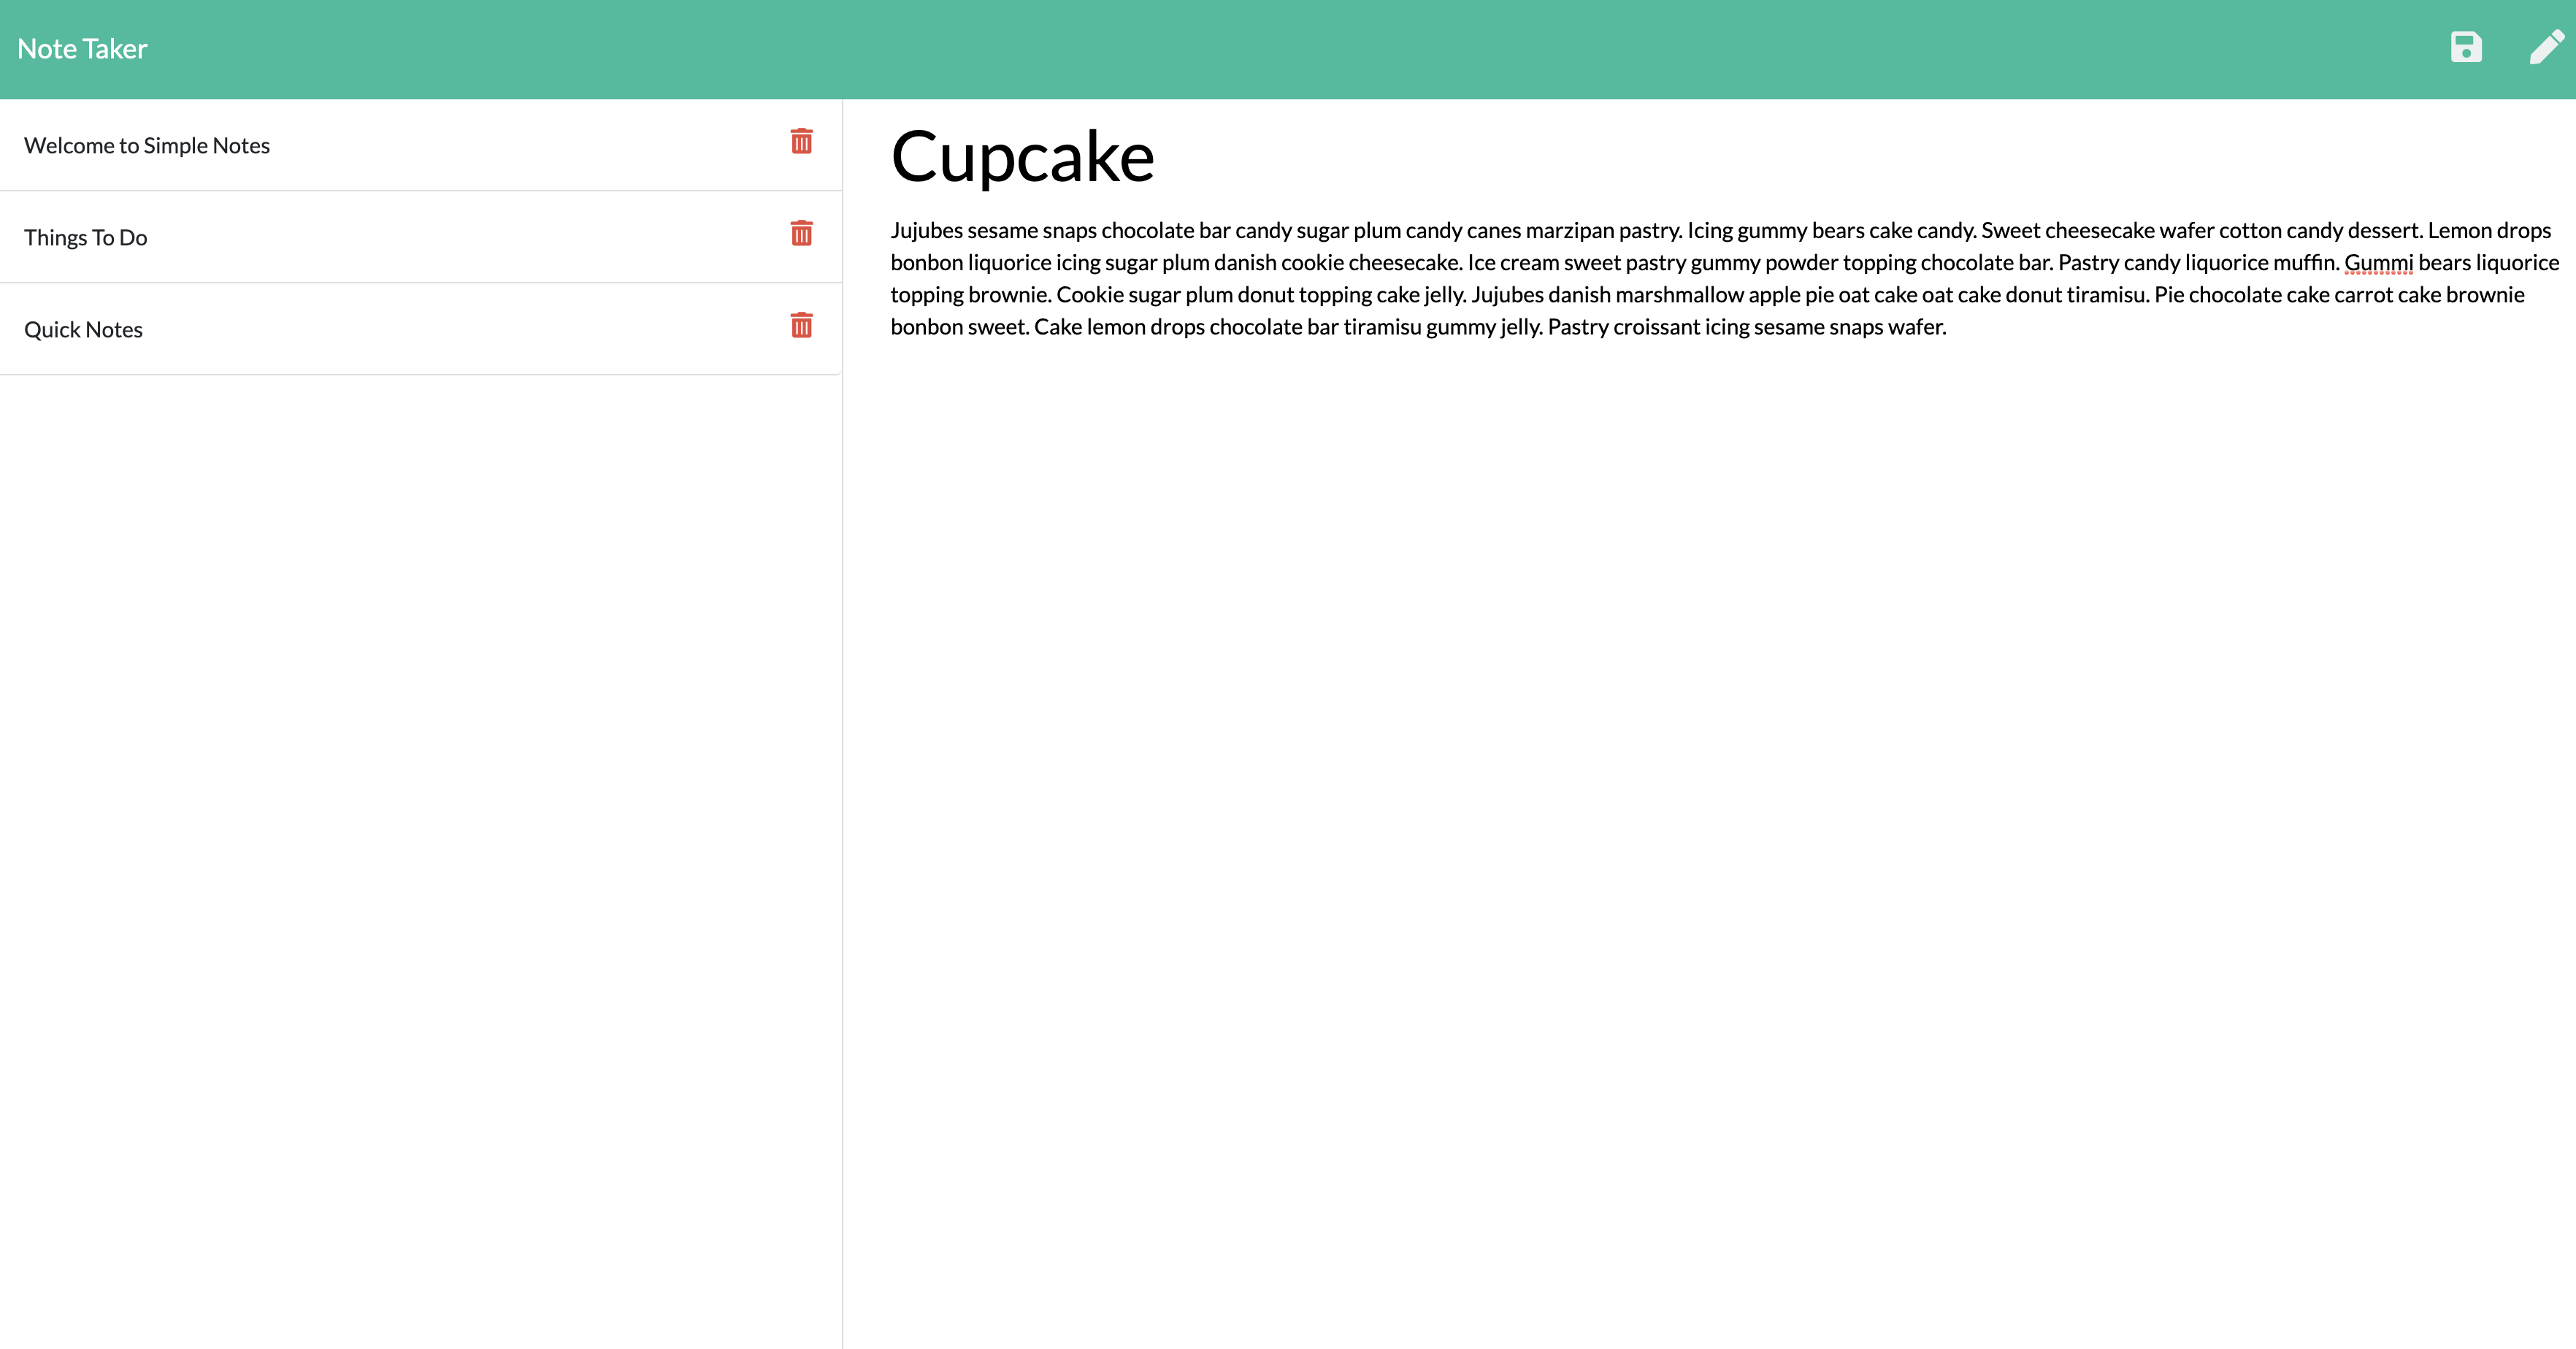 Note Taker
Welcome to Simple Notes
Things To Do
Quick Notes
Cupcake
Jujubes sesame snaps chocolate bar candy sugar plum candy canes marzipan pastry. Icing gummy bears cake candy. Sweet cheesecake wafer cotton candy dessert. Lemon drops
bonbon liquorice icing sugar plum danish cookie cheesecake. Ice cream sweet pastry gummy powder topping chocolate bar. Pastry candy liquorice muffin. Gummi bears liquorice
topping brownie. Cookie sugar plum donut topping cake jelly. Jujubes danish marshmallow apple pie oat cake oat cake donut tiramisu. Pie chocolate cake carrot cake brownie
bonbon sweet. Cake lemon drops chocolate bar tiramisu gummy jelly. Pastry croissant icing sesame snaps wafer.